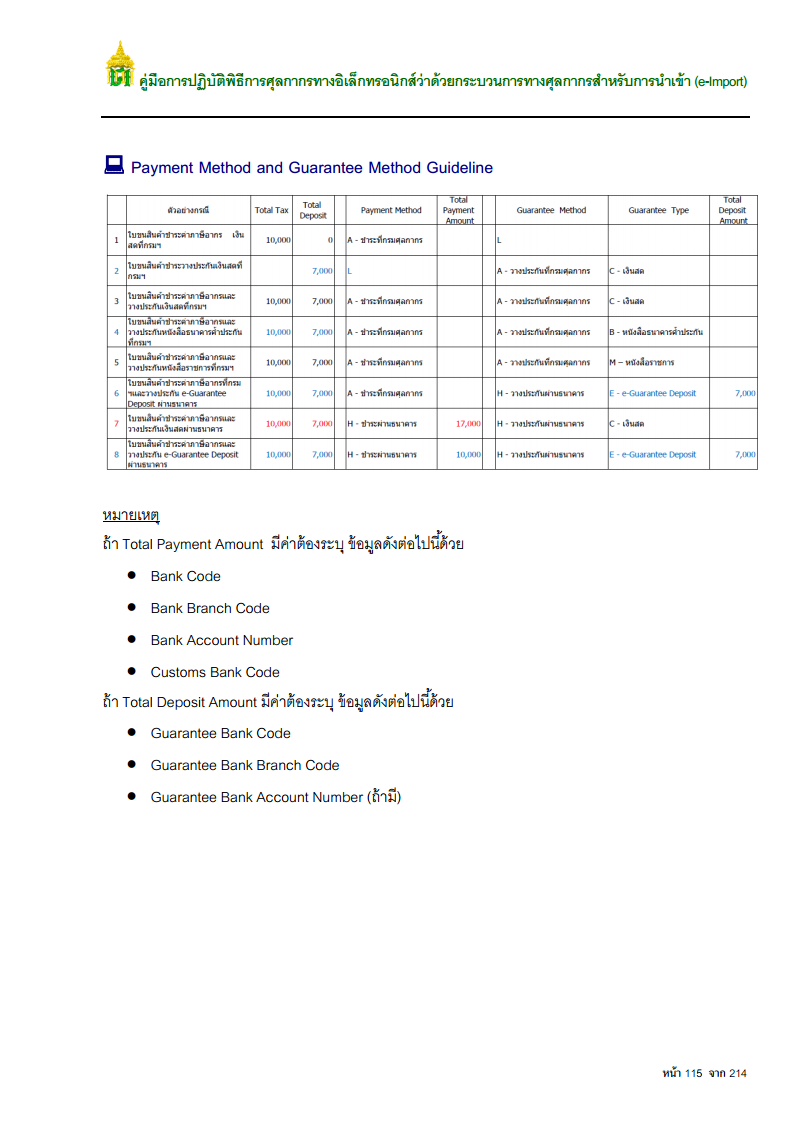 คู่มือการปฏิบัติพิธีการศุลกากรทางอิเล็กทรอนิกส์ว่าด้วยกระบวนการทางศุลกากรสำหรับการนำเข้า (e-Import)
Payment Method and Guarantee Method Guideline
ตัวอย่างกรณี Total Tax Total Deposit Payment Method Total Payment Amount Guarantee Method Guarantee Type Total Deposit Amount
1 ใบขนสินค้าชำระค่าภาษีอากร เงินสดที่กรมฯ 10,000 0 A - ชำระที่กรมศุลกากร L
2 ใบขนสินค้าชำระวางประกันเงินสดที่กรมฯ 7,000 L A - วางประกันที่กรมศุลกากร C - เงินสด
3 ใบขนสินค้าชำระค่าภาษีอากรและวางประกันเงินสดที่กรมฯ 10,000 7,000 A - ชำระที่กรมศุลกากร A - วางประกันที่กรมศุลกากร C - เงินสด
4 ใบขนสินค้าชำระค่าภาษีอากรและวางประกันหนังสือธนาคารค้ำประกันที่กรมฯ 10,000 7,000 A - ชำระที่กรมศุลกากร A - วางประกันที่กรมศุลกากร B - หนังสือธนาคารค้ำประกัน
5 ใบขนสินค้าชำระค่าภาษีอากรและวางประกันหนังสือราชการที่กรมฯ 10,000 7,000 A - ชำระที่กรมศุลกากร A - วางประกันที่กรมศุลกากร M – หนังสือราชการ
6 ใบขนสินค้าชำระค่าภาษีอากรที่กรมฯและวางประกัน e-Guarantee Deposit ผ่านธนาคาร 10,000 7,000 A - ชำระที่กรมศุลกากร H - วางประกันผ่านธนาคาร E - e-Guarantee Deposit 7,000
7 ใบขนสินค้าชำระค่าภาษีอากรและวางประกันเงินสดผ่านธนาคาร 10,000 7,000 H - ชำระผ่านธนาคาร 17,000 H - วางประกันผ่านธนาคาร C - เงินสด
8 ใบขนสินค้าชำระค่าภาษีอากรและวางประกัน e-Guarantee Deposit ผ่านธนาคาร 10,000 7,000 H - ชำระผ่านธนาคาร 10,000 H - วางประกันผ่านธนาคาร E - e-Guarantee Deposit 7,000
หมายเหตุ
ถ้า Total Payment Amount มีค่าต้องระบุ ข้อมูลดังต่อไปนี้ด้วย
● Bank Code
● Bank Branch Code
● Bank Account Number
● Customs Bank Code
ถ้า Total Deposit Amount มีค่าต้องระบุ ข้อมูลดังต่อไปนี้ด้วย
● Guarantee Bank Code
● Guarantee Bank Branch Code
● Guarantee Bank Account Number (ถ้ามี)
หน้า 115 จาก 214